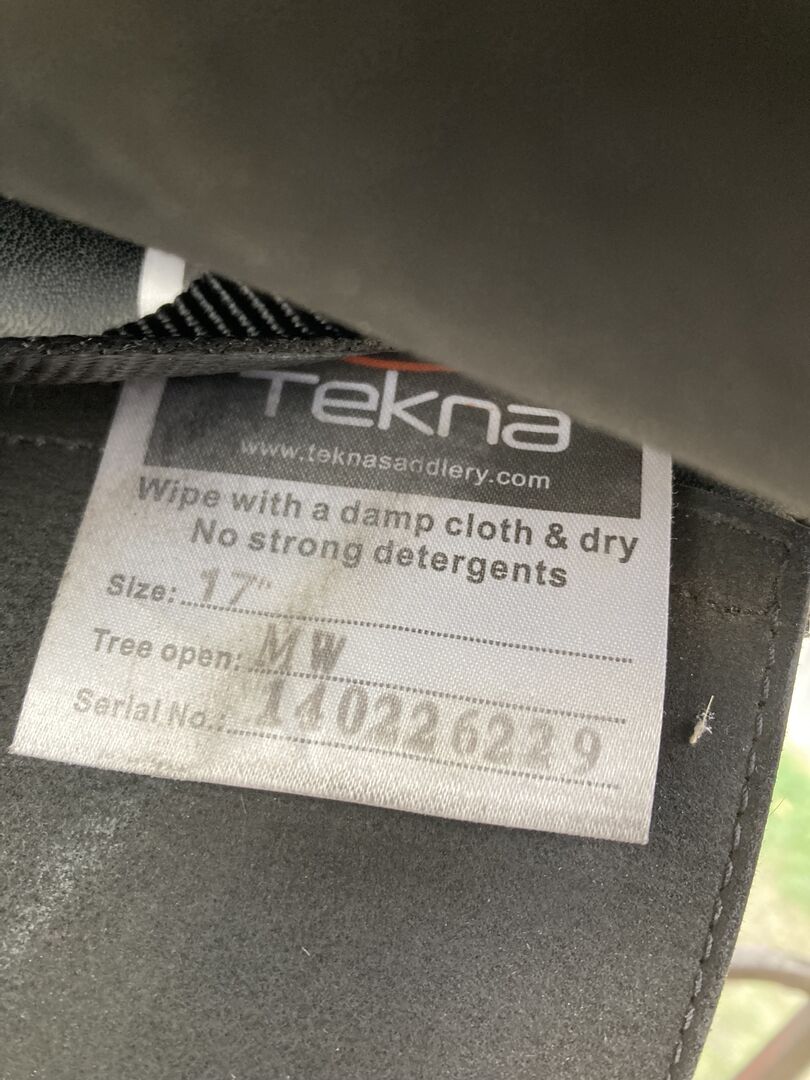 Tekna
www.teknasaddlery.com
Wipe with a damp cloth & dry
No strong detergents
Size: 17"
Tree open: MW
Serial No.: 140226229